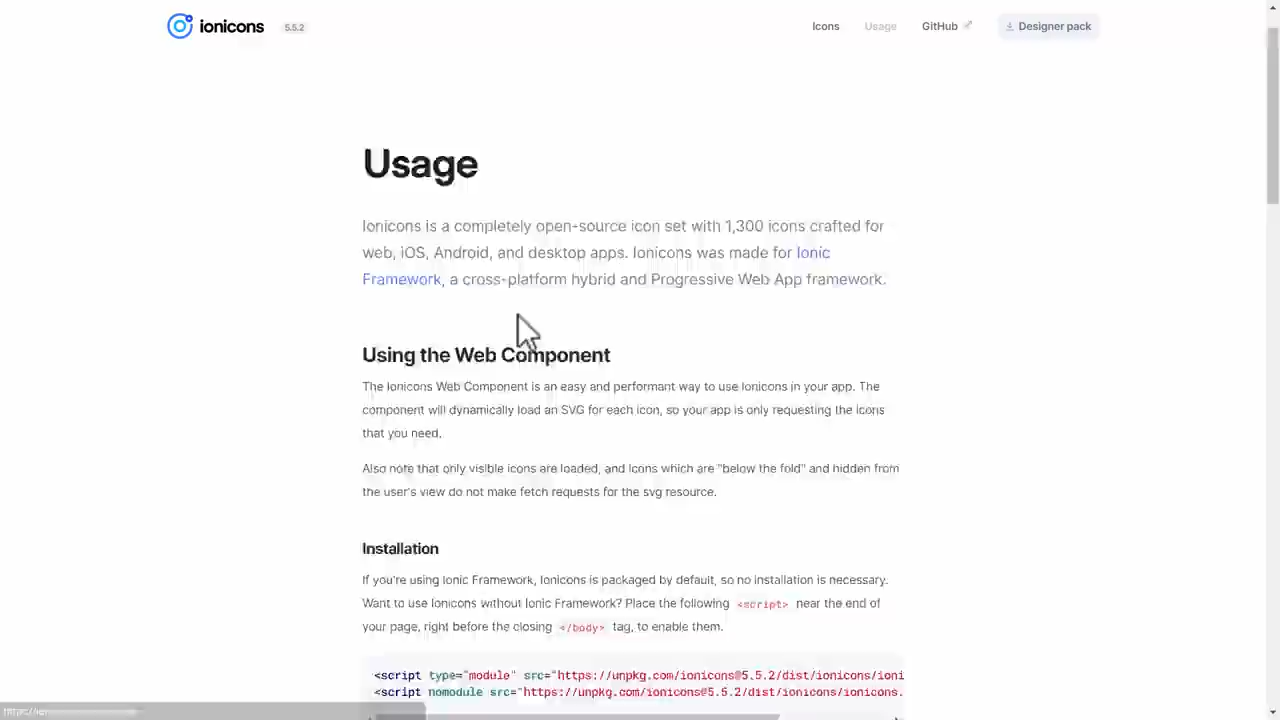 ionicons 5.5.2 Icons Usage GitHub Designer pack
Usage
Ionicons is a completely open-source icon set with 1,300 icons crafted for
web, iOS, Android, and desktop apps. Ionicons was made for Ionic
Framework, a cross-platform hybrid and Progressive Web App framework.
Using the Web Component
The Ionicons Web Component is an easy and performant way to use Ionicons in your app. The
component will dynamically load an SVG for each icon, so your app is only requesting the icons
that you need.
Also note that only visible icons are loaded, and icons which are "below the fold" and hidden from
the user's view do not make fetch requests for the svg resource.
Installation
If you're using Ionic Framework, Ionicons is packaged by default, so no installation is necessary.
Want to use Ionicons without Ionic Framework? Place the following <script> near the end of
your page, right before the closing </body> tag, to enable them.
<script type="module" src="https://unpkg.com/ionicons@5.5.2/dist/ionicons/ioni
<script nomodule src="https://unpkg.com/ionicons@5.5.2/dist/ionicons/ionicons.